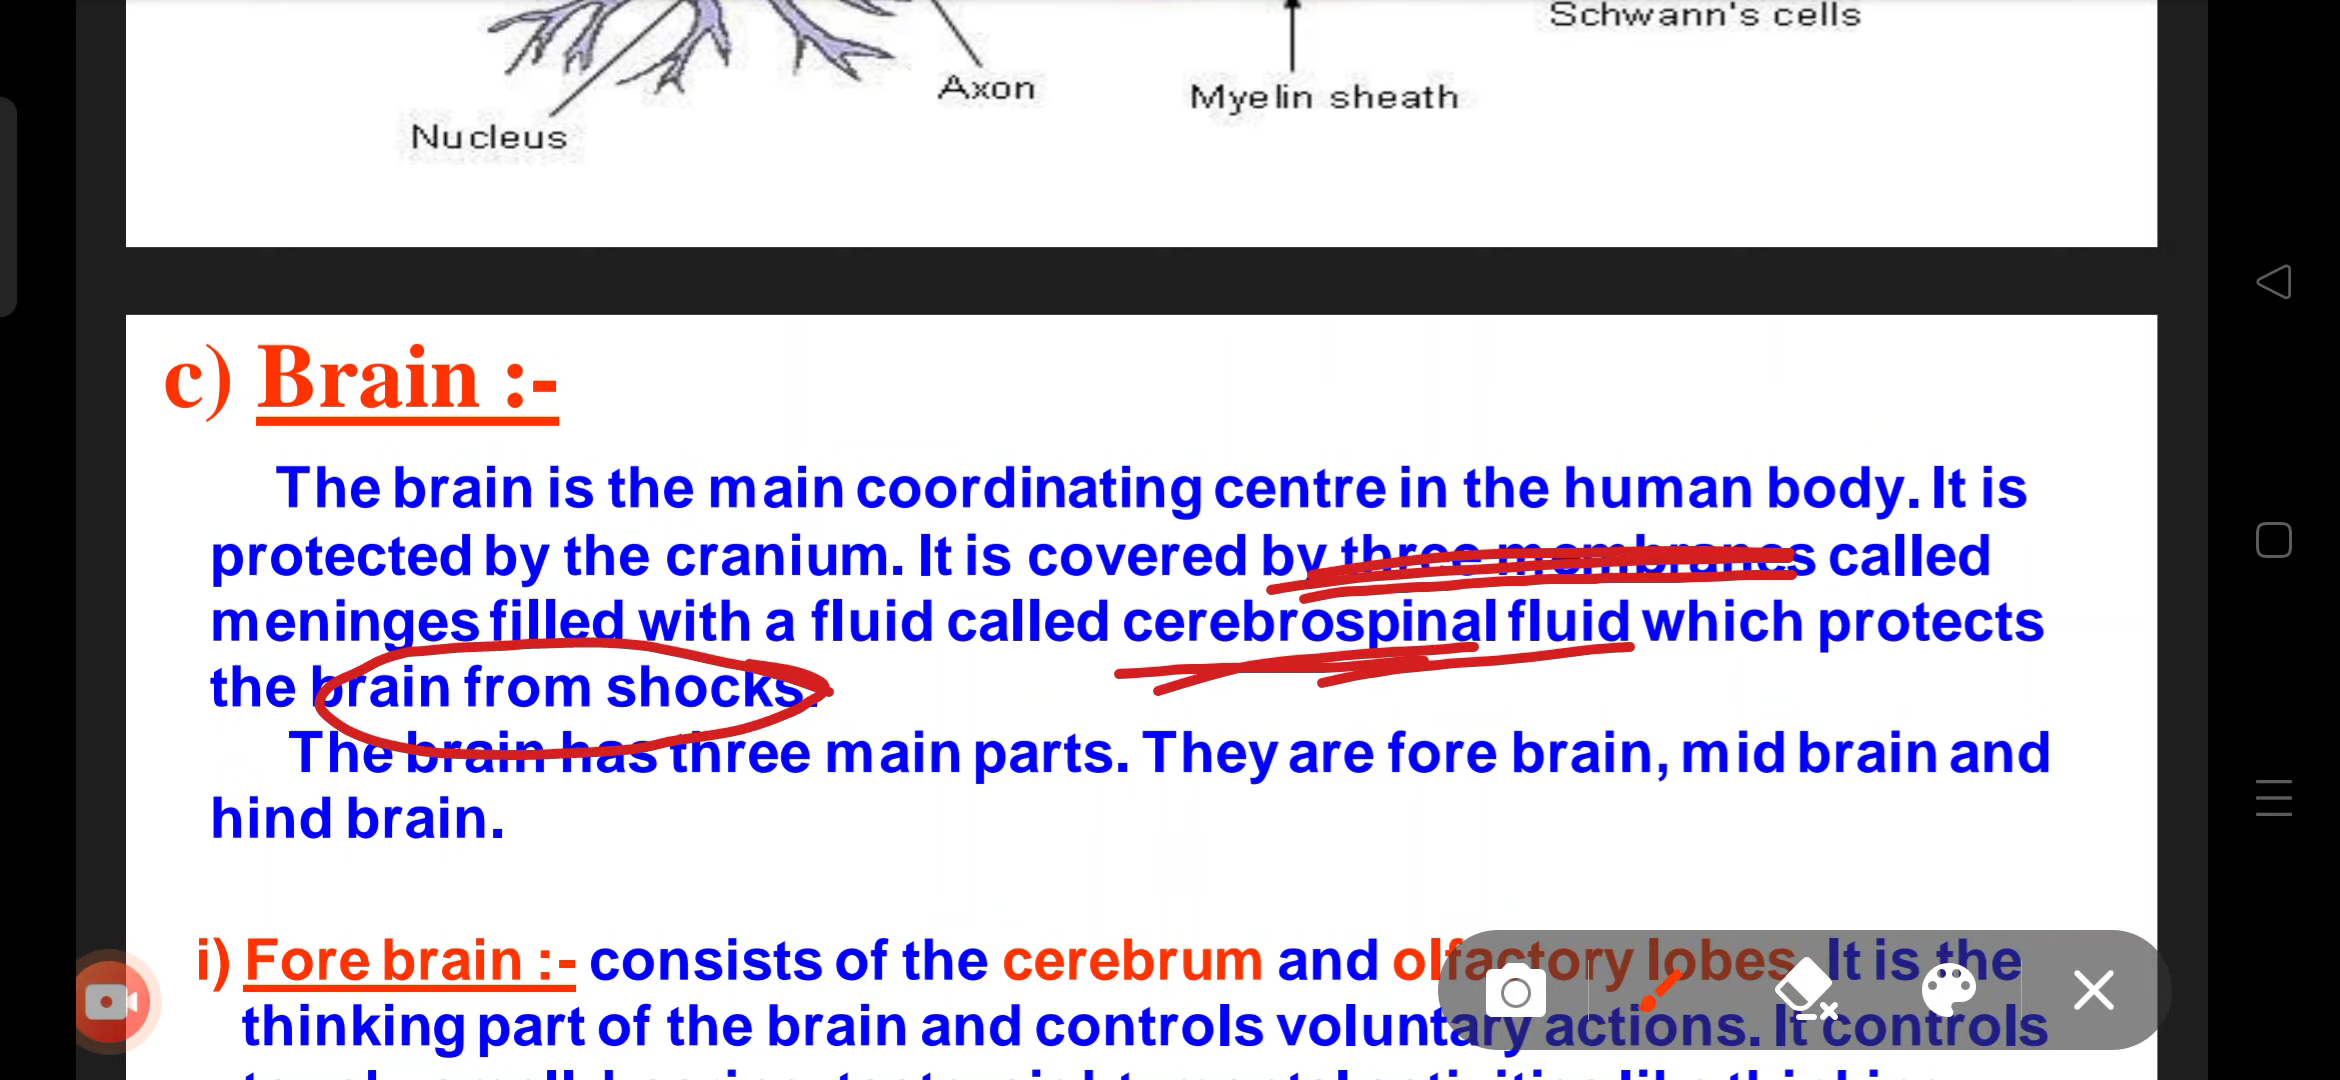 Schwann's cells
Axon
Myelin sheath
Nucleus
c) Brain :-
The brain is the main coordinating centre in the human body. It is
protected by the cranium. It is covered by three membranes called
meninges filled with a fluid called cerebrospinal fluid which protects
the brain from shocks.
The brain has three main parts. They are fore brain, mid brain and
hind brain.
i) Fore brain :- consists of the cerebrum and olfactory lobes. It is the
thinking part of the brain and controls voluntary actions. It controls